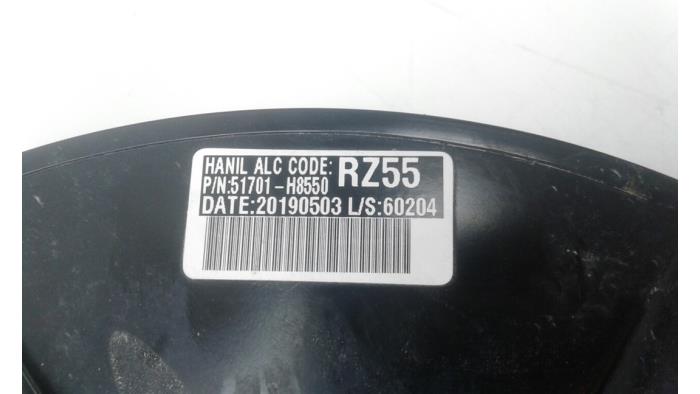 HANIL ALC CODE: RZ55
P/N:51701-H8550
DATE:20190503 L/S:60204